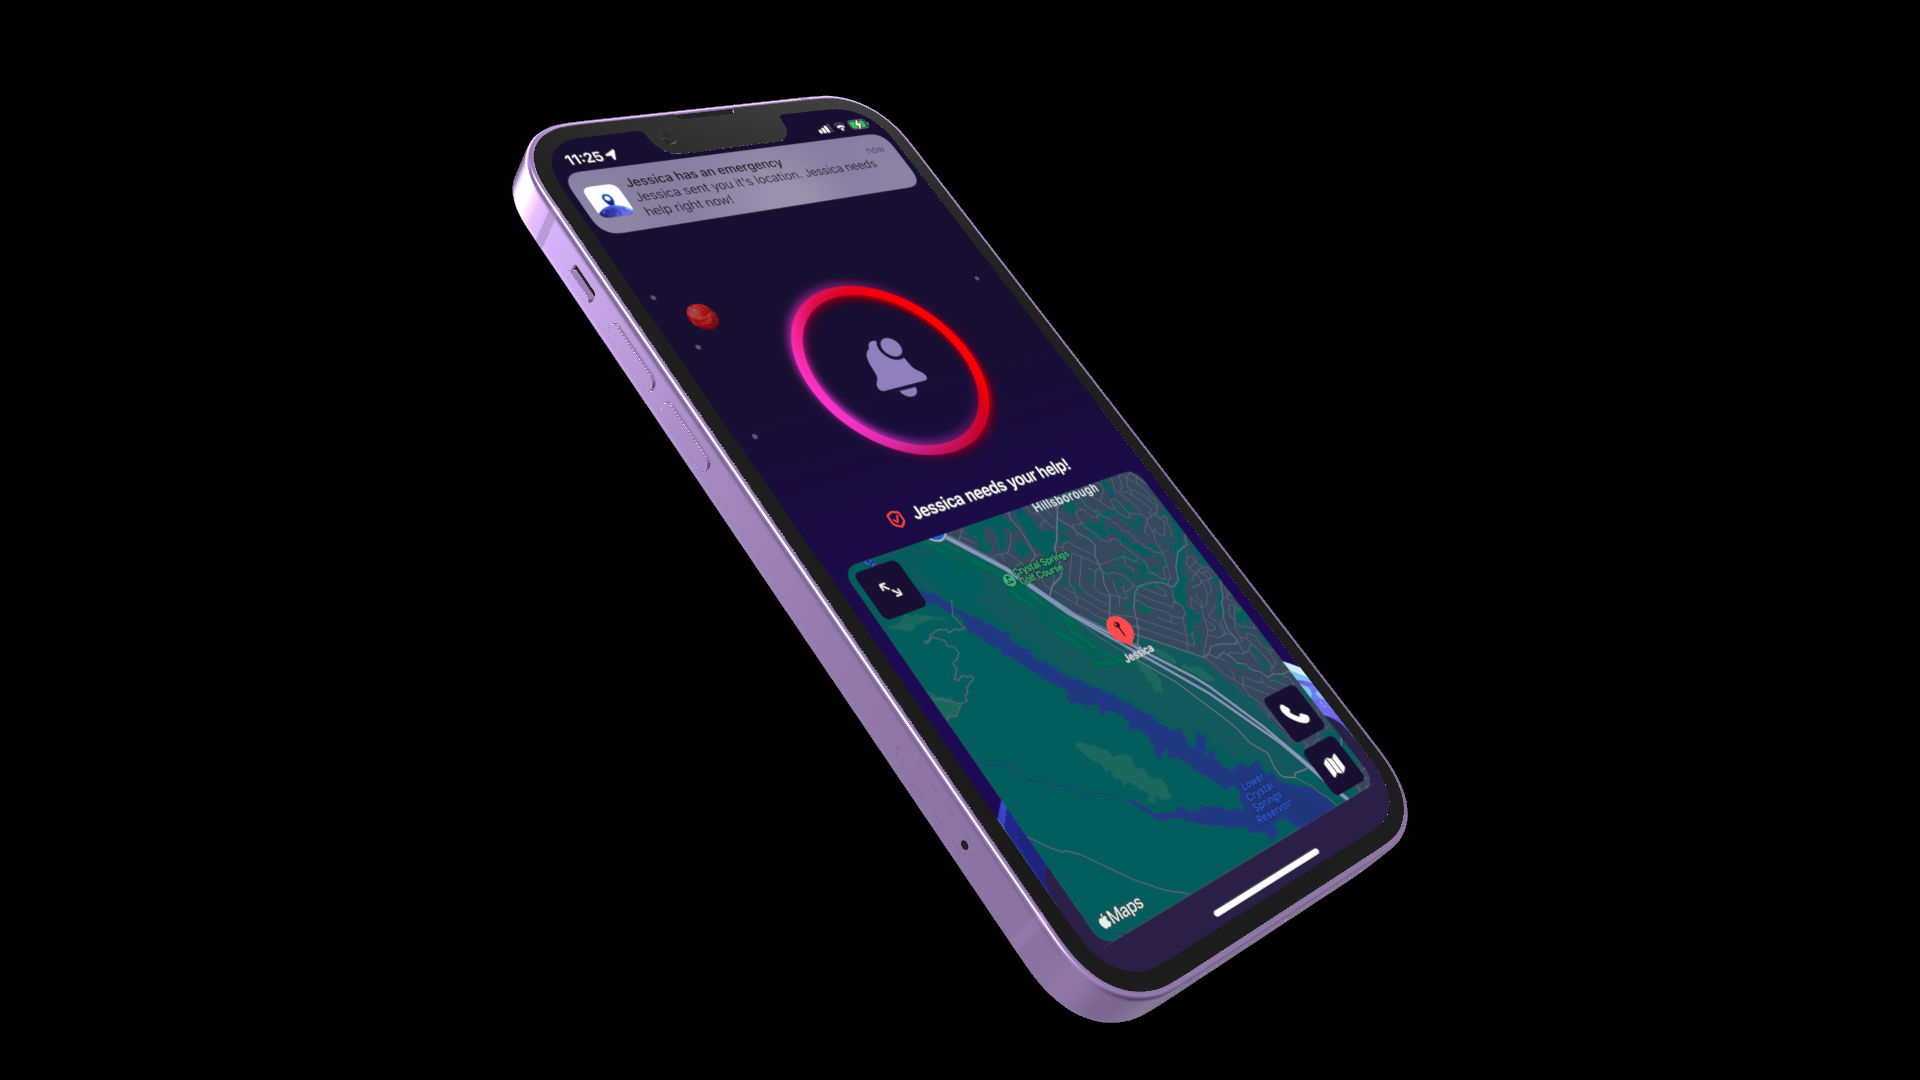 11:25
now
Jessica has an emergency
Jessica sent you it's location. Jessica needs
help right now!
Jessica needs your help!
Hillsborough
Crystal Springs
Golf Course
Jessica
Lower
Crystal
Springs
Reservoir
Maps